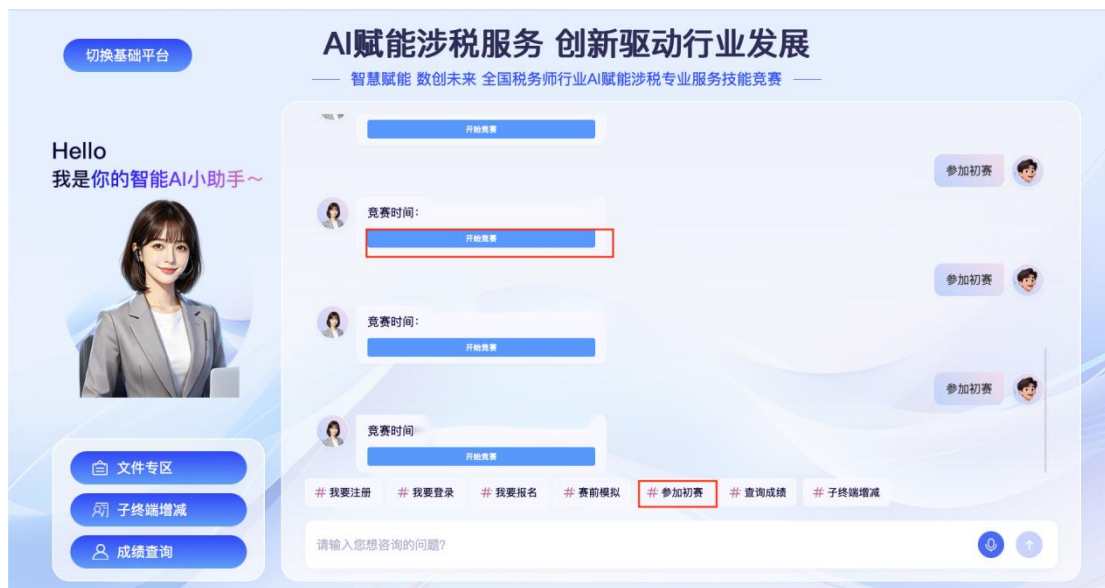 切换基础平台
AI赋能涉税服务 创新驱动行业发展
智慧赋能 数创未来 全国税务师行业AI赋能涉税专业服务技能竞赛
Hello
我是你的智能AI小助手～
开始竞赛
参加初赛
竞赛时间：
开始竞赛
参加初赛
竞赛时间：
开始竞赛
参加初赛
竞赛时间
开始竞赛
文件专区
子终端增减
成绩查询
# 我要注册 # 我要登录 # 我要报名 # 赛前模拟 # 参加初赛 # 查询成绩 # 子终端增减
请输入您想咨询的问题?